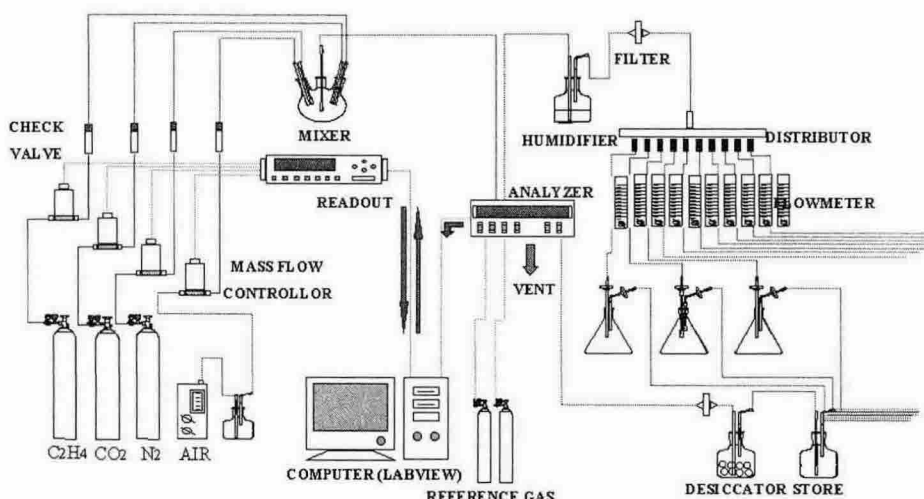 FILTER
CHECK
VALVE
MIXER
HUMIDIFIER
DISTRIBUTOR
READOUT
ANALYZER
FLOWMETER
MASS FLOW
CONTROLLOR
VENT
C2H4
CO2
N2
AIR
COMPUTER (LABVIEW)
REFERENCE GAS
DESICCATOR
STORE